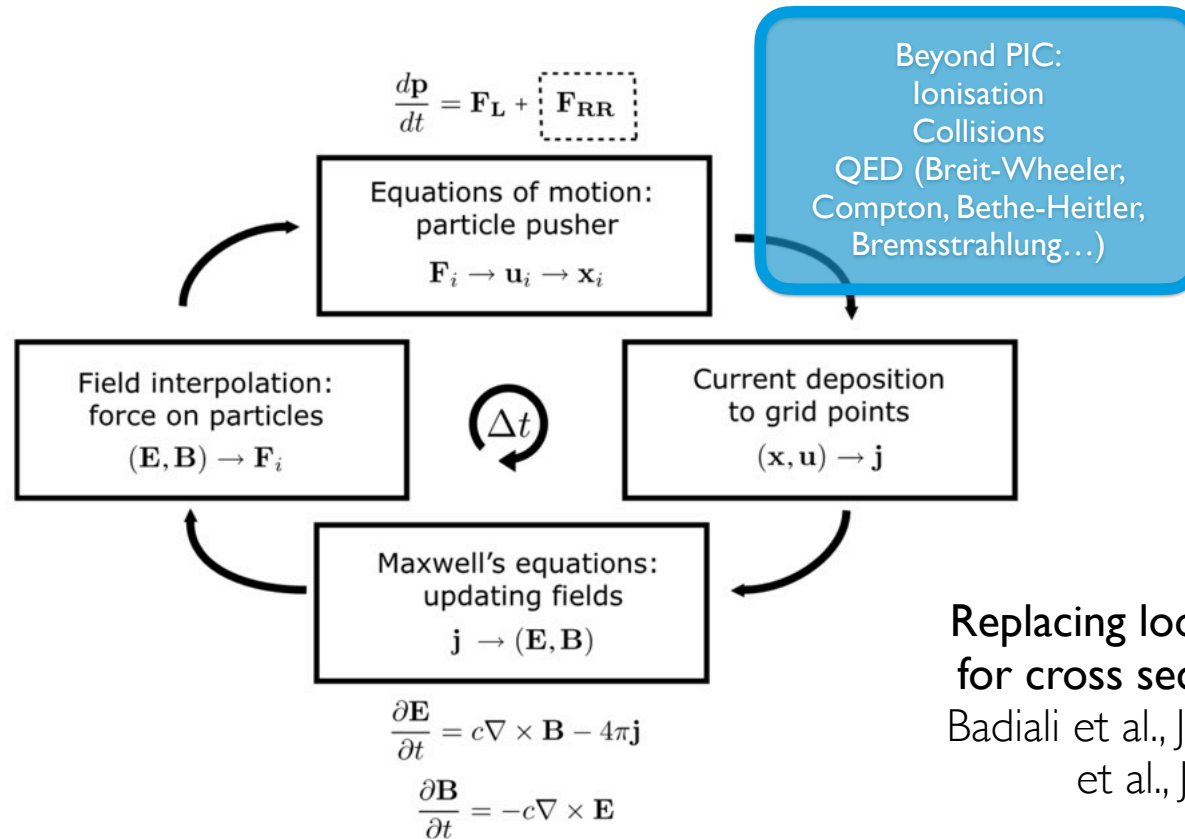 Beyond PIC:
Ionisation
Collisions
QED (Breit-Wheeler,
Compton, Bethe-Heitler,
Bremsstrahlung…)
dp/dt = F_L + F_RR
Equations of motion:
particle pusher
F_i → u_i → x_i
Field interpolation:
force on particles
(E, B) → F_i
Δt
Current deposition
to grid points
(x, u) → j
Maxwell's equations:
updating fields
j → (E, B)
∂E/∂t = c∇ × B − 4πj
∂B/∂t = −c∇ × E
Replacing
for cross
Badiali et al.,
et al.,